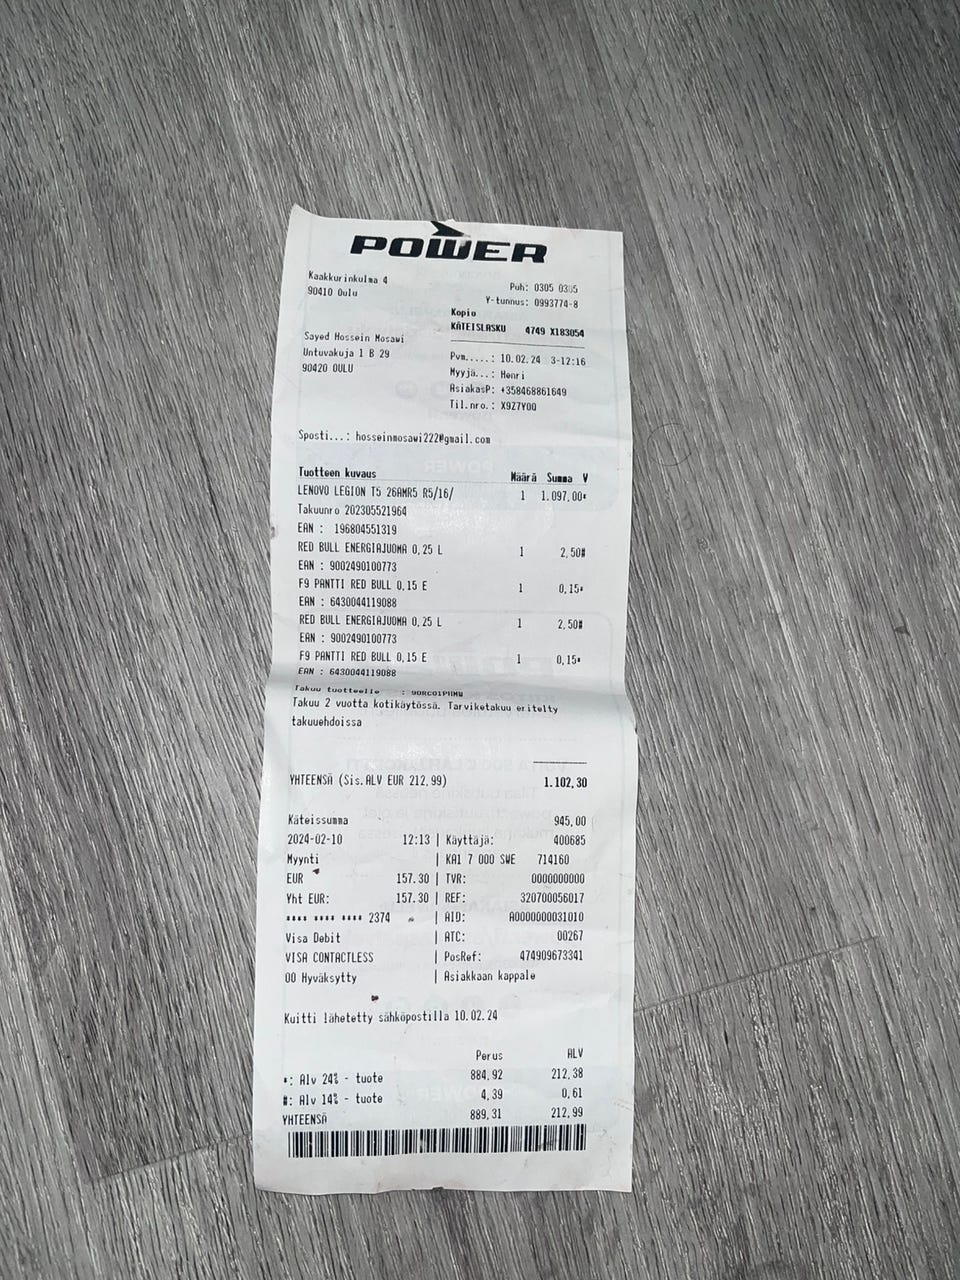 POWER
Kaakkurinkulma 4
90410 Oulu
Puh: 0305 0305
Y-tunnus: 0993774-8
Kopio
KÄTEISLASKU 4749 X183054
Sayed Hossein Mosawi
Untuvakuja 1 B 29
90420 OULU
Pvm.....: 10.02.24 3-12:16
Myyjä...: Henri
AsiakasP: +358468861649
Til.nro.: X9Z7Y00
Sposti...: hosseinmosawi222@gmail.com
Tuotteen kuvaus Määrä Summa V
LENOVO LEGION T5 26AMR5 R5/16/ 1 1.097,00*
Takuunro 202305521964
EAN : 196804551319
RED BULL ENERGIAJUOMA 0,25 L 1 2,50#
EAN : 9002490100773
F9 PANTTI RED BULL 0,15 E 1 0,15*
EAN : 6430044119088
RED BULL ENERGIAJUOMA 0,25 L 1 2,50#
EAN : 9002490100773
F9 PANTTI RED BULL 0,15 E 1 0,15*
EAN : 6430044119088
Takuu tuotteelle : 90RC01PHMW
Takuu 2 vuotta kotikäytössä. Tarviketakuu eritelty
takuuehdoissa
YHTEENSÄ (Sis.ALV EUR 212,99) 1.102,30
Käteissumma 945,00
2024-02-10 12:13 | Käyttäjä: 400685
Myynti | KA1 7 000 SWE 714160
EUR 157.30 | TVR: 0000000000
Yht EUR: 157.30 | REF: 320700056017
**** **** **** 2374 | AID: A0000000031010
Visa Debit | ATC: 00267
VISA CONTACTLESS | PosRef: 474909673341
00 Hyväksytty | Asiakkaan kappale
Kuitti lähetetty sähköpostilla 10.02.24
Perus ALV
*: Alv 24% - tuote 884,92 212,38
#: Alv 14% - tuote 4,39 0,61
YHTEENSÄ 889,31 212,99